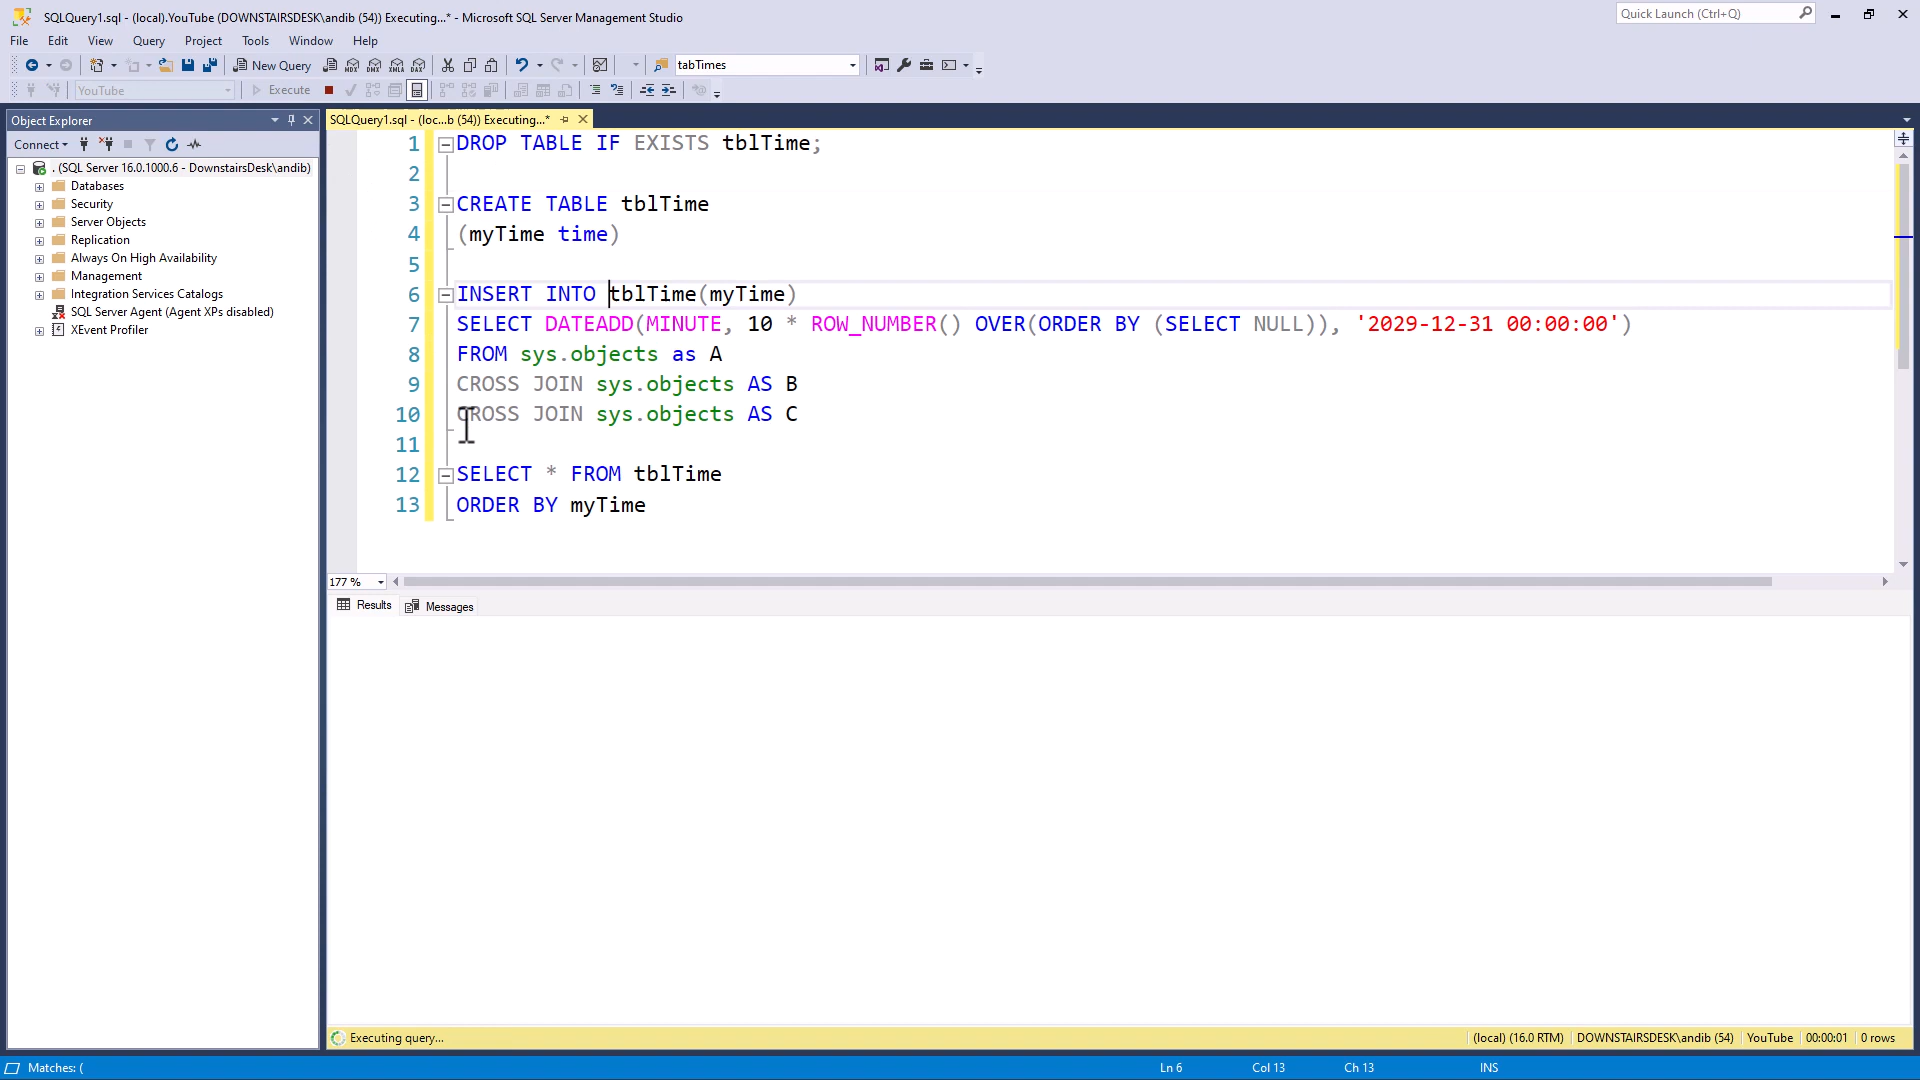 SQLQuery1.sql - (local).YouTube (DOWNSTAIRSDESK\andib (54)) Executing...* - Microsoft SQL Server Management Studio
Quick Launch (Ctrl+Q)
File Edit View Query Project Tools Window Help
New Query
MDX DMX XMLA DAX
tabTimes
YouTube
Execute
Object Explorer
SQLQuery1.sql - (loc...b (54)) Executing...*
Connect
. (SQL Server 16.0.1000.6 - DownstairsDesk\andib)
Databases
Security
Server Objects
Replication
Always On High Availability
Management
Integration Services Catalogs
SQL Server Agent (Agent XPs disabled)
XEvent Profiler
1 DROP TABLE IF EXISTS tblTime;
2
3 CREATE TABLE tblTime
4 (myTime time)
5
6 INSERT INTO tblTime(myTime)
7 SELECT DATEADD(MINUTE, 10 * ROW_NUMBER() OVER(ORDER BY (SELECT NULL)), '2029-12-31 00:00:00')
8 FROM sys.objects as A
9 CROSS JOIN sys.objects AS B
10 CROSS JOIN sys.objects AS C
11
12 SELECT * FROM tblTime
13 ORDER BY myTime
177 %
Results Messages
Executing query...
(local) (16.0 RTM) DOWNSTAIRSDESK\andib (54) YouTube 00:00:01 0 rows
Matches: (
Ln 6 Col 13 Ch 13 INS